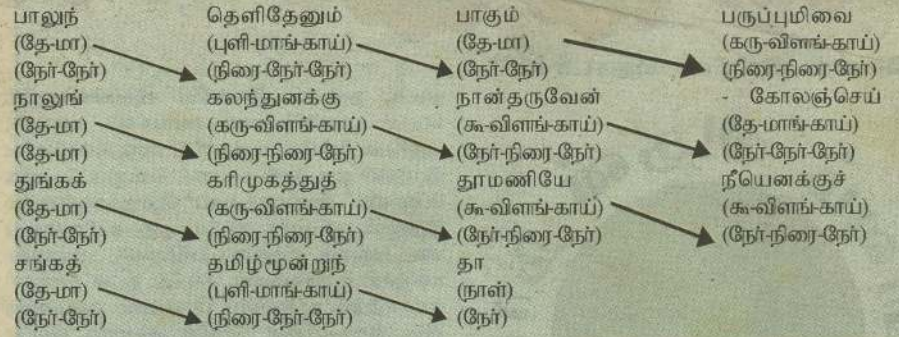 பாலுந் தெளிதேனும் பாகும் பருப்புமிவை
(தே-மா) (புளி-மாங்-காய்) (தே-மா) (கரு-விளங்-காய்)
(நேர்-நேர்) (நிரை-நேர்-நேர்) (நேர்-நேர்) (நிரை-நிரை-நேர்)
நாலுங் கலந்துனக்கு நான்தருவேன் - கோலஞ்செய்
(தே-மா) (கரு-விளங்-காய்) (கூ-விளங்-காய்) (தே-மாங்-காய்)
(தே-மா) (நிரை-நிரை-நேர்) (நேர்-நிரை-நேர்) (நேர்-நேர்-நேர்)
துங்கக் கரிமுகத்துத் தூமணியே நீயெனக்குச்
(தே-மா) (கரு-விளங்-காய்) (கூ-விளங்-காய்) (கூ-விளங்-காய்)
(நேர்-நேர்) (நிரை-நிரை-நேர்) (நேர்-நிரை-நேர்) (நேர்-நிரை-நேர்)
சங்கத் தமிழ்மூன்றுந் தா
(தே-மா) (புளி-மாங்-காய்) (நாள்)
(நேர்-நேர்) (நிரை-நேர்-நேர்) (நேர்)